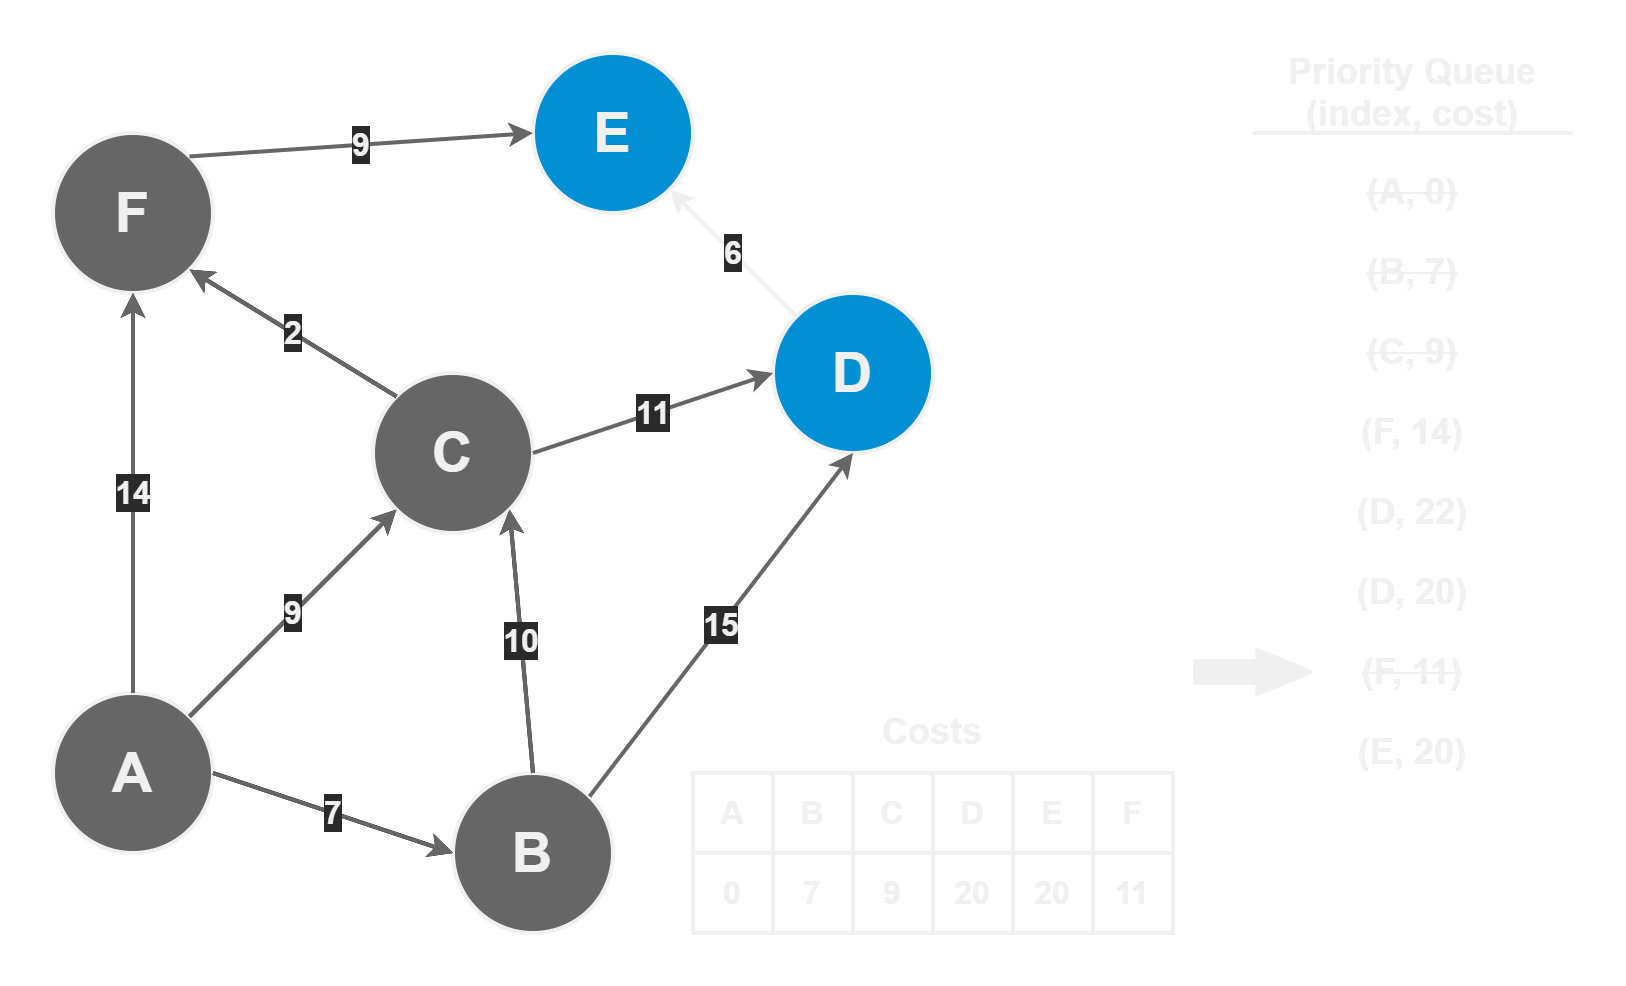 E
9
F
6
2
D
11
C
14
9
10
15
A
7
B
Priority Queue
(index, cost)
(A, 0)
(B, 7)
(C, 9)
(F, 14)
(D, 22)
(D, 20)
(F, 11)
(E, 20)
Costs
A B C D E F
0 7 9 20 20 11